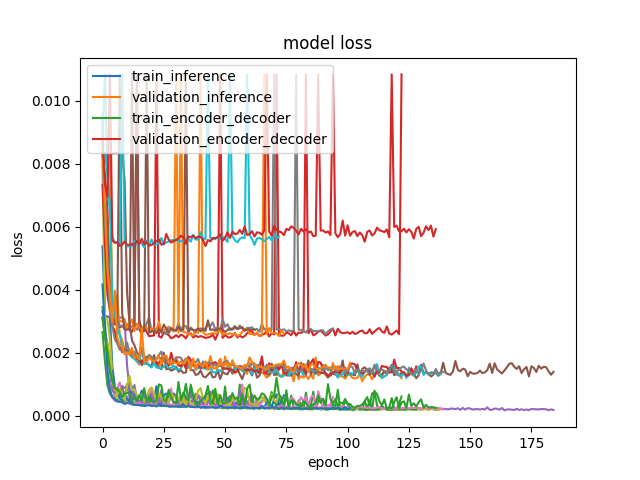 model loss
train_inference
validation_inference
train_encoder_decoder
validation_encoder_decoder
loss
0.010
0.008
0.006
0.004
0.002
0.000
0
25
50
75
100
125
150
175
epoch